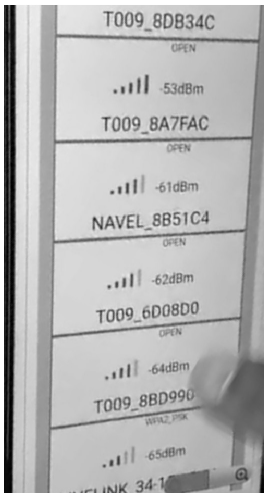 T009_8DB34C
OPEN
-53dBm
T009_8A7FAC
OPEN
-61dBm
NAVEL_8B51C4
OPEN
-62dBm
T009_6D08D0
OPEN
-64dBm
T009_8BD990
WPA2_PSK
-65dBm